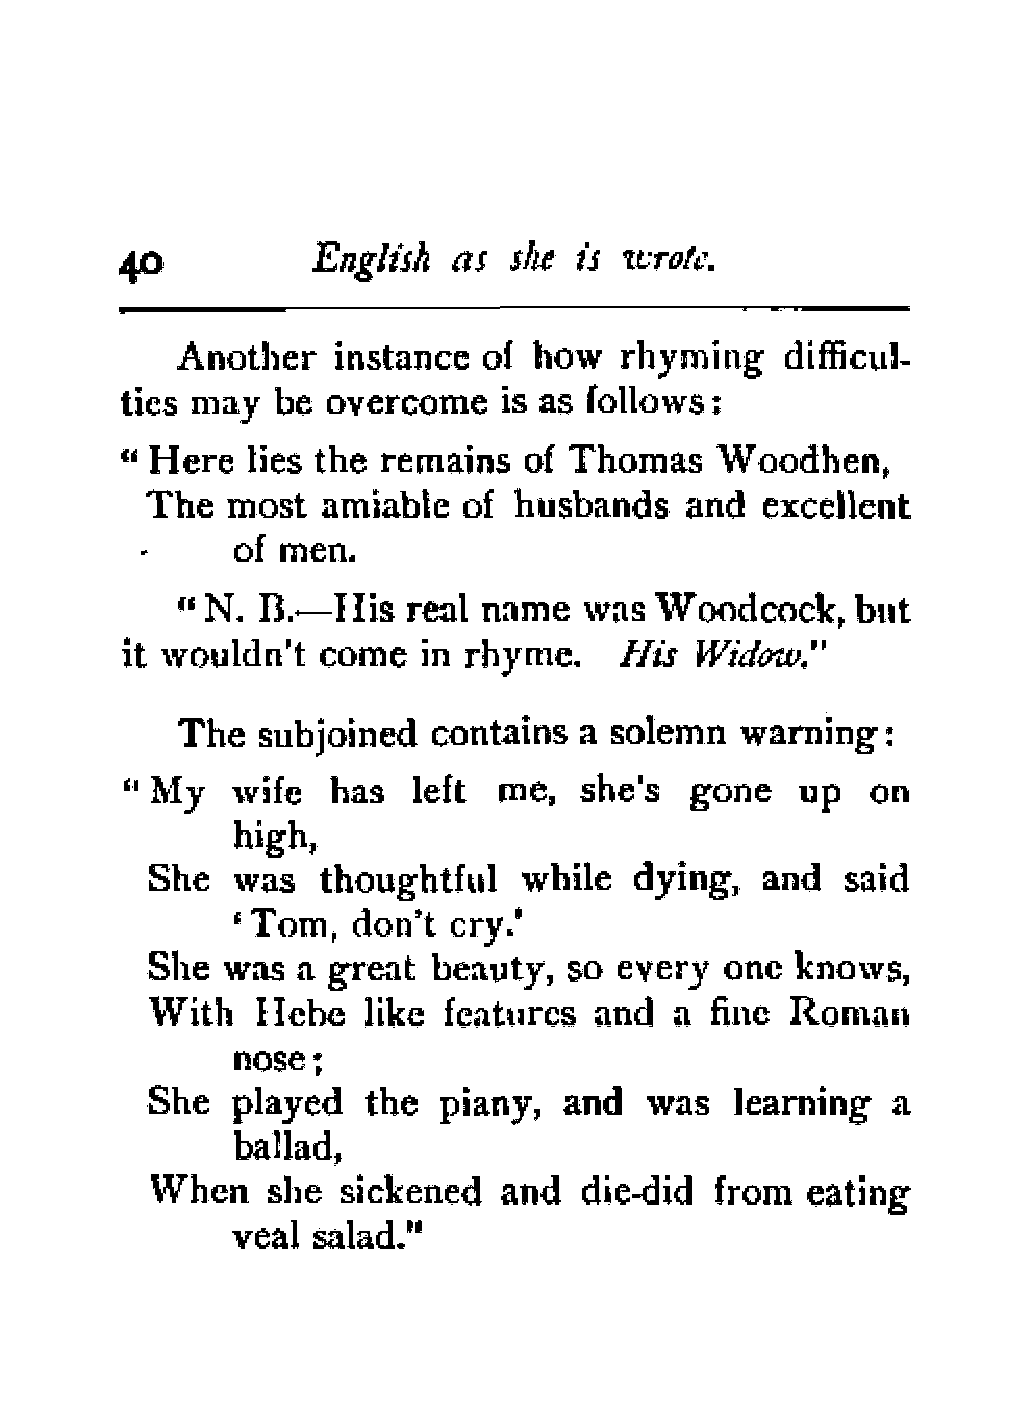 40 English as she is wrote.
Another instance of how rhyming difficul-
ties may be overcome is as follows:
"Here lies the remains of Thomas Woodhen,
The most amiable of husbands and excellent
of men.
"N. B.—His real name was Woodcock, but
it wouldn't come in rhyme. His Widow."
The subjoined contains a solemn warning:
"My wife has left me, she's gone up on
high,
She was thoughtful while dying, and said
'Tom, don't cry.'
She was a great beauty, so every one knows,
With Hebe like features and a fine Roman
nose;
She played the piany, and was learning a
ballad,
When she sickened and die-did from eating
veal salad."